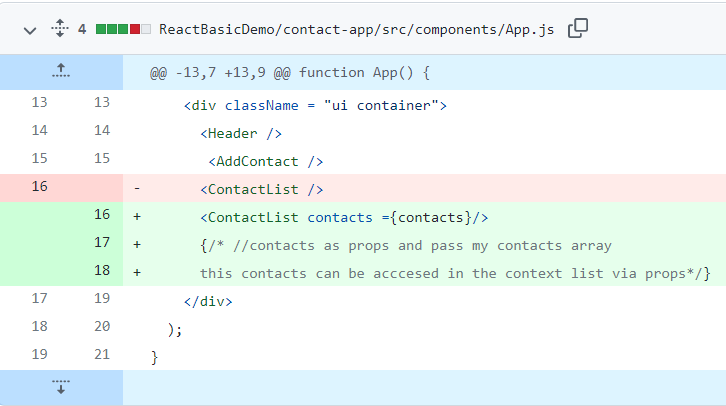 4 ReactBasicDemo/contact-app/src/components/App.js
@@ -13,7 +13,9 @@ function App() {
13 13 <div className = "ui container">
14 14 <Header />
15 15 <AddContact />
16 - <ContactList />
16 + <ContactList contacts ={contacts}/>
17 + {/* //contacts as props and pass my contacts array
18 + this contacts can be acccesed in the context list via props*/}
17 19 </div>
18 20 );
19 21 }